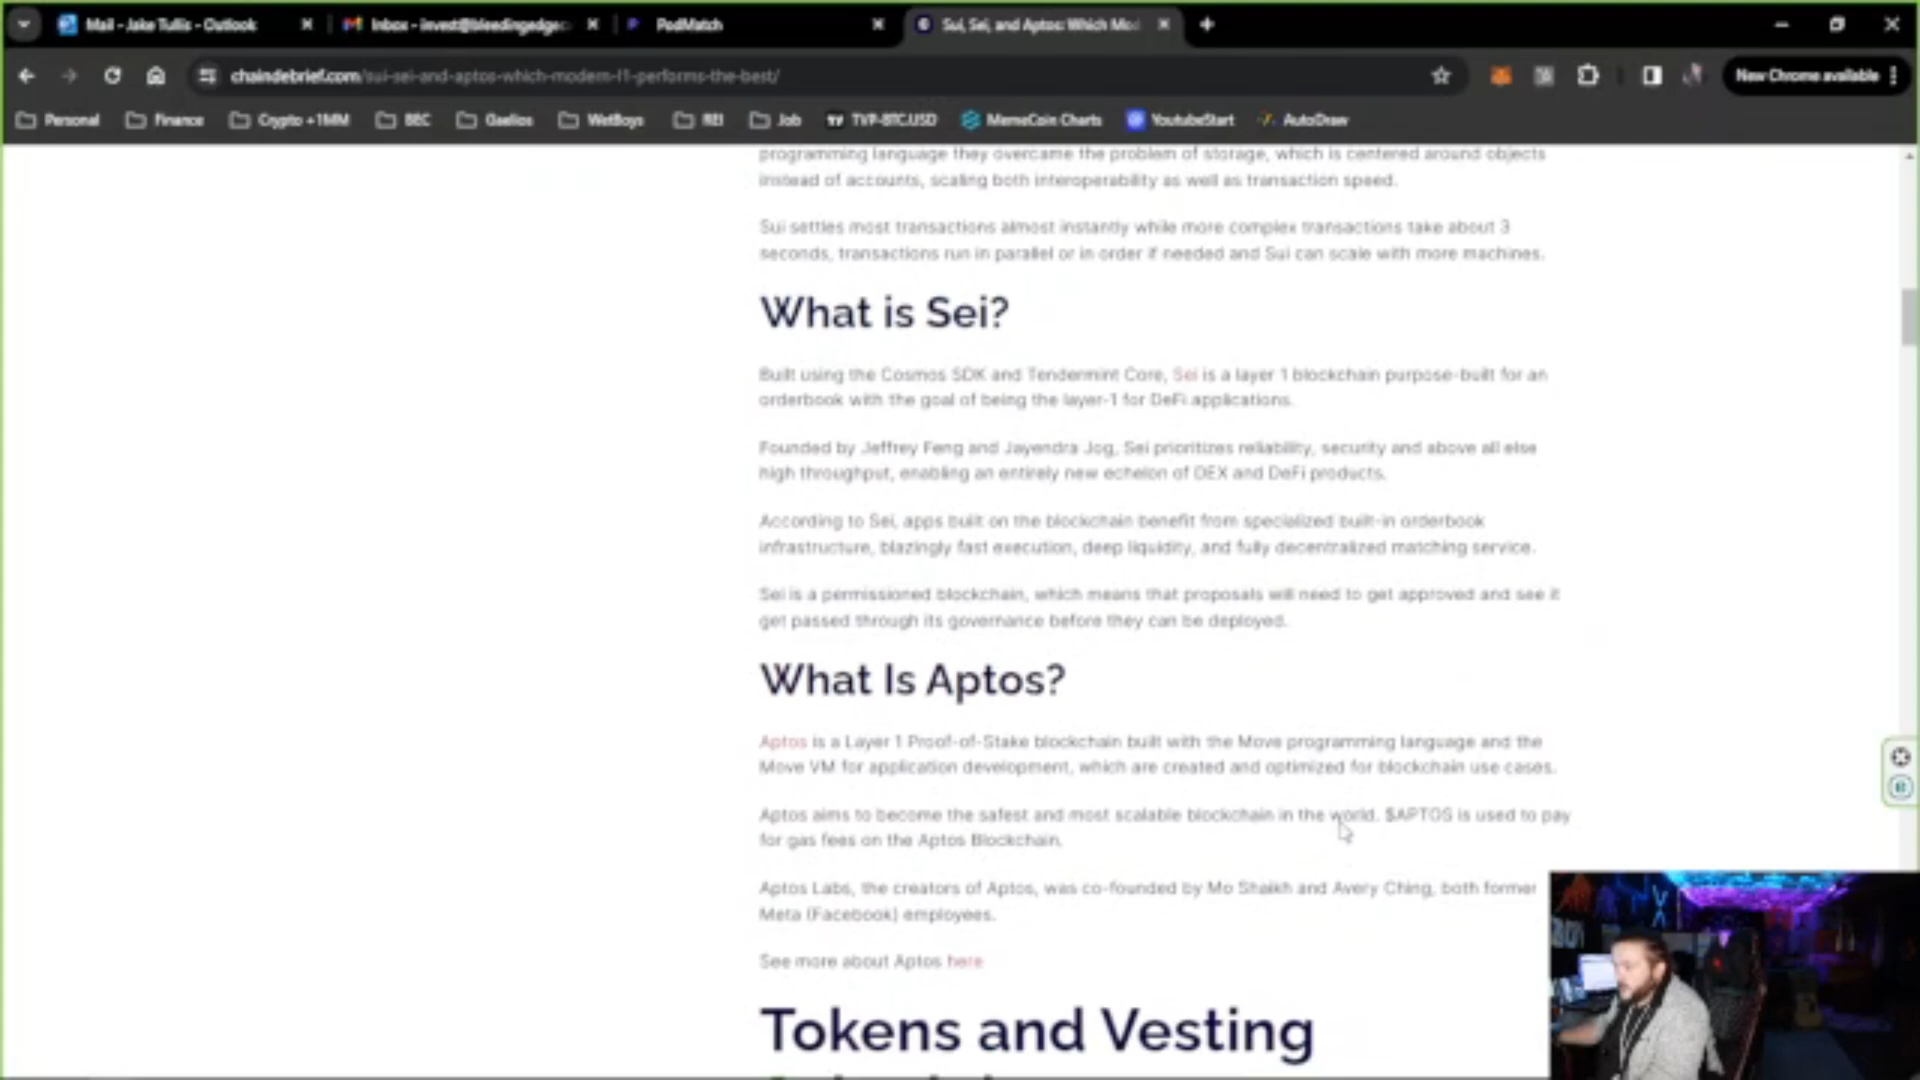 Mail - Jake Tullis - Outlook
Inbox - invest@bleedingedgec
PodMatch
Sui, Sei, and Aptos: Which Mod
chaindebrief.com/sui-sei-and-aptos-which-modern-l1-performs-the-best/
New Chrome available
Personal
Finance
Crypto +1MM
BEC
Gaelios
WetBoys
REI
Job
TVP-BTC.USD
MemeCoin Charts
YoutubeStart
AutoDraw
programming language they overcame the problem of storage, which is centered around objects
instead of accounts, scaling both interoperability as well as transaction speed.
Sui settles most transactions almost instantly while more complex transactions take about 3
seconds, transactions run in parallel or in order if needed and Sui can scale with more machines.
What is Sei?
Built using the Cosmos SDK and Tendermint Core, Sei is a layer 1 blockchain purpose-built for an
orderbook with the goal of being the layer-1 for DeFi applications.
Founded by Jeffrey Feng and Jayendra Jog, Sei prioritizes reliability, security and above all else
high throughput, enabling an entirely new echelon of DEX and DeFi products.
According to Sei, apps built on the blockchain benefit from specialized built-in orderbook
infrastructure, blazingly fast execution, deep liquidity, and fully decentralized matching service.
Sei is a permissioned blockchain, which means that proposals will need to get approved and see it
get passed through its governance before they can be deployed.
What Is Aptos?
Aptos is a Layer 1 Proof-of-Stake blockchain built with the Move programming language and the
Move VM for application development, which are created and optimized for blockchain use cases.
Aptos aims to become the safest and most scalable blockchain in the world. $APTOS is used to pay
for gas fees on the Aptos Blockchain.
Aptos Labs, the creators of Aptos, was co-founded by Mo Shaikh and Avery Ching, both former
Meta (Facebook) employees.
See more about Aptos here
Tokens and Vesting